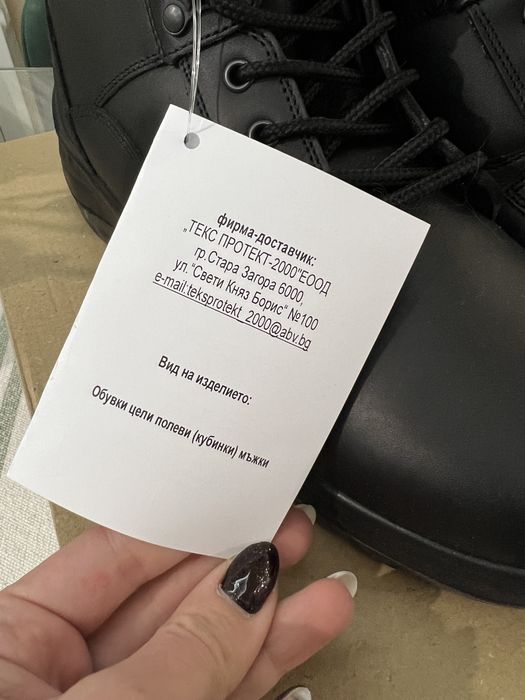 фирма-доставчик:
„ТЕКС ПРОТЕКТ-2000"ЕООД
гр.Стара Загора 6000,
ул."Свети Княз Борис" №100
e-mail:teksprotekt_2000@abv.bg
Вид на изделието:
Обувки цели полеви (кубинки) мъжки